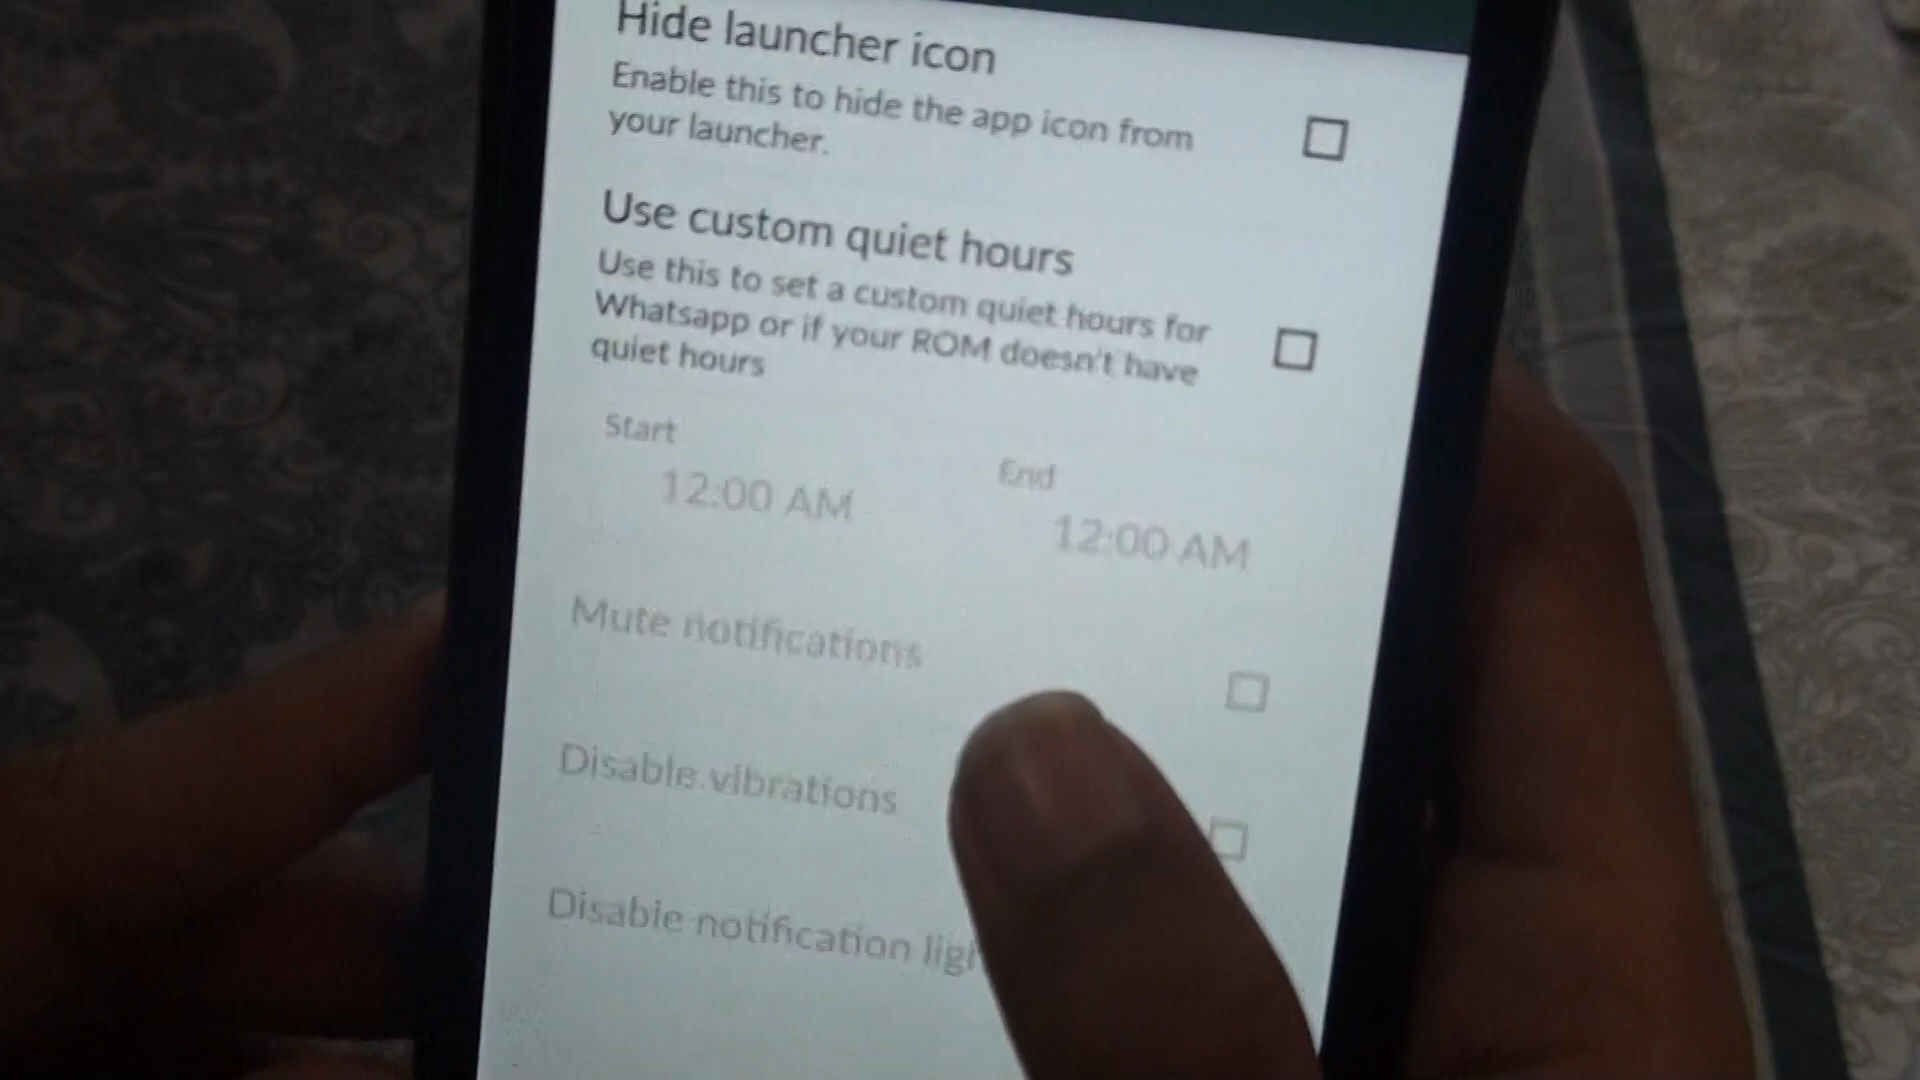 Hide launcher icon
Enable this to hide the app icon from
your launcher.
Use custom quiet hours
Use this to set a custom quiet hours for
Whatsapp or if your ROM doesn't have
quiet hours
Start
End
12:00 AM
12:00 AM
Mute notifications
Disable vibrations
Disable notification